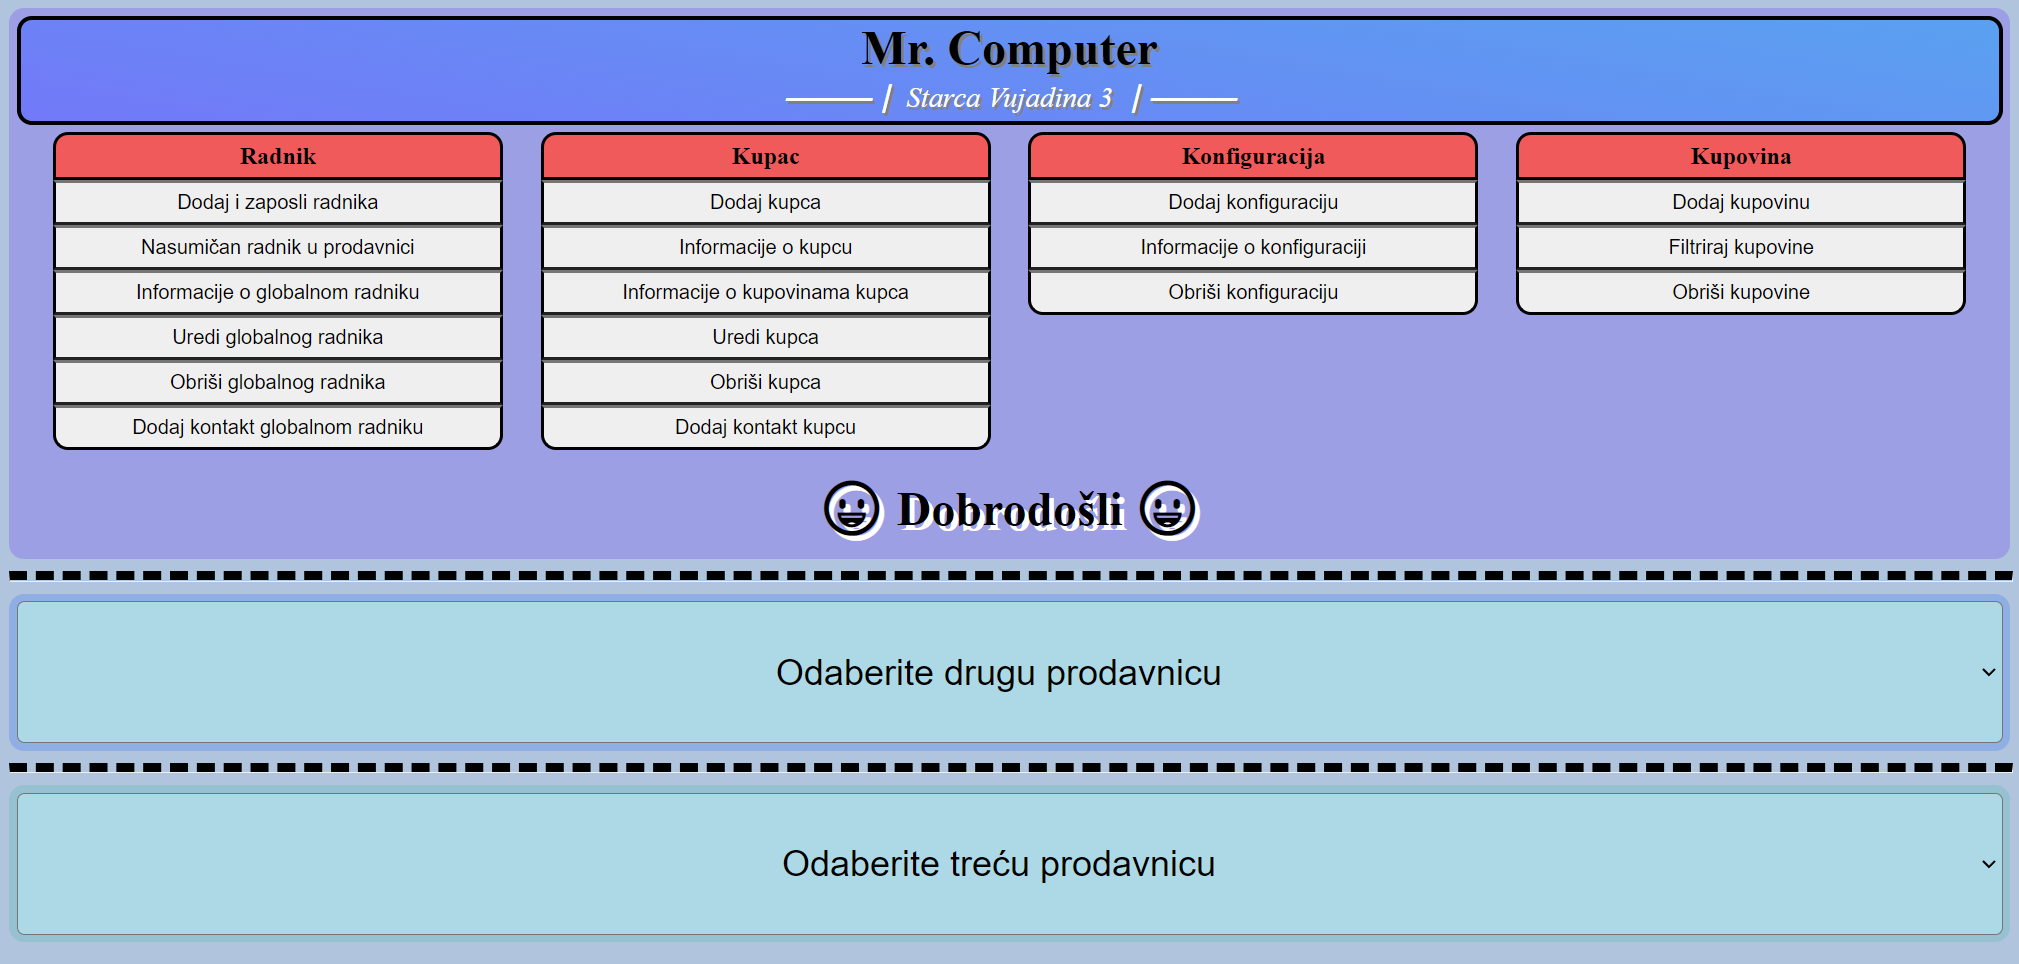 Mr. Computer
Starca Vujadina 3
Radnik
Dodaj i zaposli radnika
Nasumičan radnik u prodavnici
Informacije o globalnom radniku
Uredi globalnog radnika
Obriši globalnog radnika
Dodaj kontakt globalnom radniku
Kupac
Dodaj kupca
Informacije o kupcu
Informacije o kupovinama kupca
Uredi kupca
Obriši kupca
Dodaj kontakt kupcu
Konfiguracija
Dodaj konfiguraciju
Informacije o konfiguraciji
Obriši konfiguraciju
Kupovina
Dodaj kupovinu
Filtriraj kupovine
Obriši kupovine
Dobrodošli
Odaberite drugu prodavnicu
Odaberite treću prodavnicu